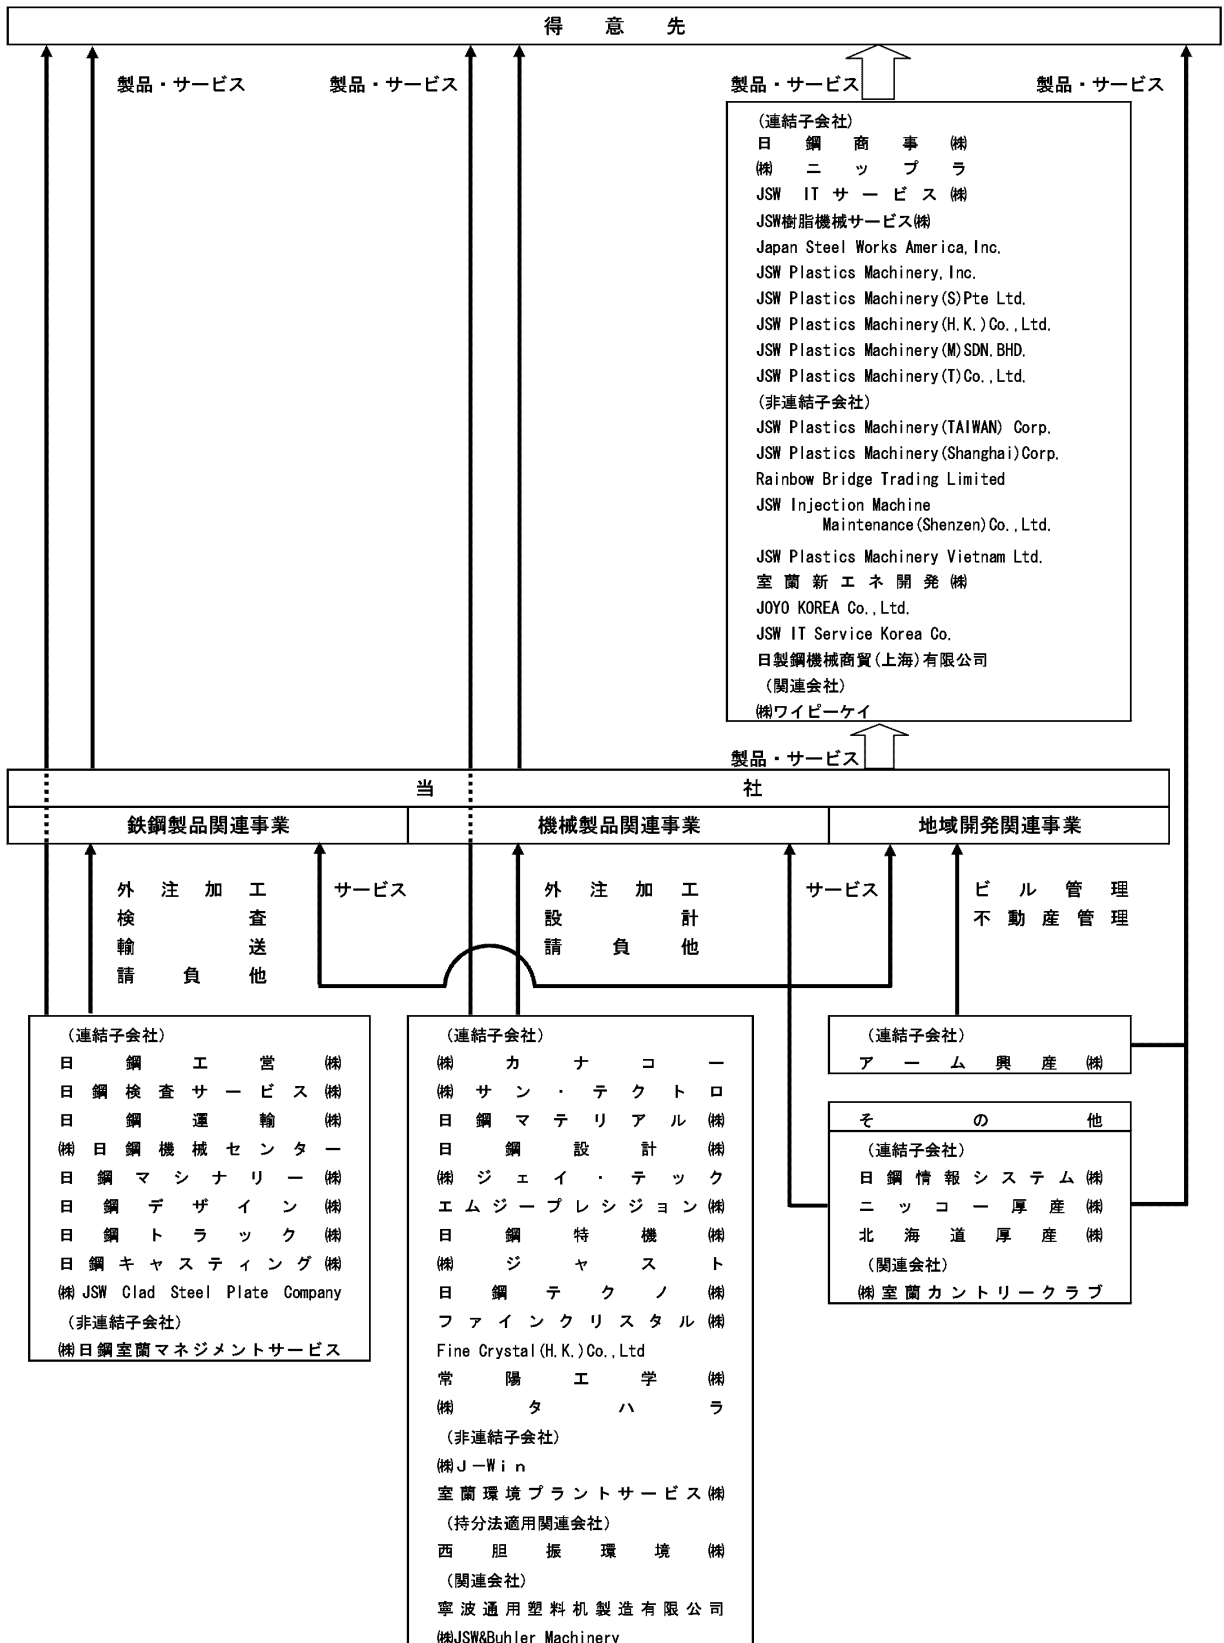 得意先
製品・サービス
製品・サービス
製品・サービス
製品・サービス
(連結子会社)
日鋼商事㈱
㈱ニップラ
JSW ITサービス㈱
JSW樹脂機械サービス㈱
Japan Steel Works America,Inc.
JSW Plastics Machinery,Inc.
JSW Plastics Machinery(S)Pte Ltd.
JSW Plastics Machinery(H.K.)Co.,Ltd.
JSW Plastics Machinery(M)SDN.BHD.
JSW Plastics Machinery(T)Co.,Ltd.
(非連結子会社)
JSW Plastics Machinery(TAIWAN) Corp.
JSW Plastics Machinery(Shanghai)Corp.
Rainbow Bridge Trading Limited
JSW Injection Machine
Maintenance(Shenzen)Co.,Ltd.
JSW Plastics Machinery Vietnam Ltd.
室蘭新エネ開発㈱
JOYO KOREA Co.,Ltd.
JSW IT Service Korea Co.
日製鋼機械商貿(上海)有限公司
(関連会社)
㈱ワイピーケイ
製品・サービス
当社
鉄鋼製品関連事業
機械製品関連事業
地域開発関連事業
外注加工
検査
輸送
請負他
サービス
外注加工
設計
請負他
サービス
ビル管理
不動産管理
(連結子会社)
日鋼工営㈱
日鋼検査サービス㈱
日鋼運輸㈱
㈱日鋼機械センター
日鋼マシナリー㈱
日鋼デザイン㈱
日鋼トラック㈱
日鋼キャスティング㈱
㈱JSW Clad Steel Plate Company
(非連結子会社)
㈱日鋼室蘭マネジメントサービス
(連結子会社)
㈱カナコー
㈱サン・テクトロ
日鋼マテリアル㈱
日鋼設計㈱
㈱ジェイ・テック
エムジープレシジョン㈱
日鋼特機㈱
㈱ジャスト
日鋼テクノ㈱
ファインクリスタル㈱
Fine Crystal(H.K.)Co.,Ltd
常陽工学㈱
㈱タハラ
(非連結子会社)
㈱J－Win
室蘭環境プラントサービス㈱
(持分法適用関連会社)
西胆振環境㈱
(関連会社)
寧波通用塑料机製造有限公司
㈱JSW&Buhler Machinery
(連結子会社)
アーム興産㈱
その他
(連結子会社)
日鋼情報システム㈱
ニッコー厚産㈱
北海道厚産㈱
(関連会社)
㈱室蘭カントリークラブ